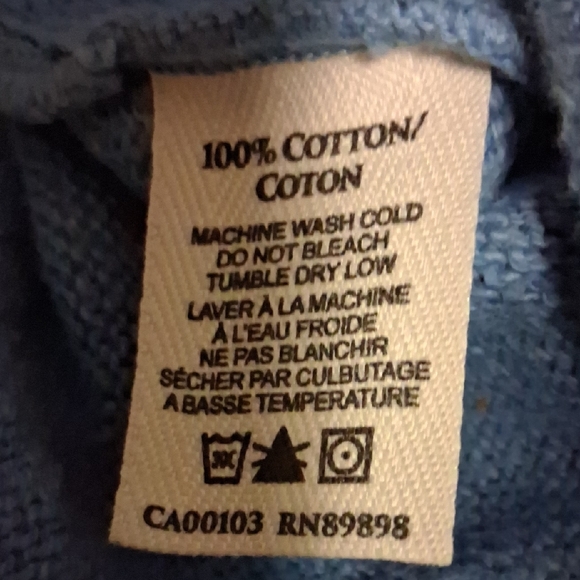 100% COTTON/
COTON
MACHINE WASH COLD
DO NOT BLEACH
TUMBLE DRY LOW
LAVER À LA MACHINE
À L'EAU FROIDE
NE PAS BLANCHIR
SÉCHER PAR CULBUTAGE
A BASSE TEMPERATURE
30C
CA00103 RN89898